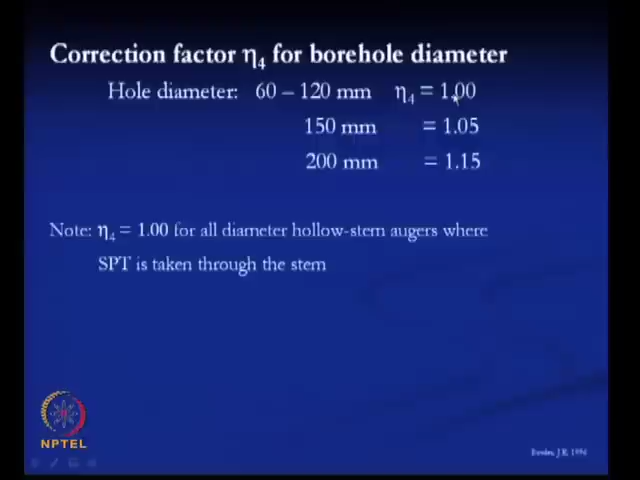 Correction factor η4 for borehole diameter
Hole diameter: 60 – 120 mm η4 = 1.00
150 mm = 1.05
200 mm = 1.15
Note: η4 = 1.00 for all diameter hollow-stem augers where
SPT is taken through the stem
NPTEL
Bowles, J.E. 1996